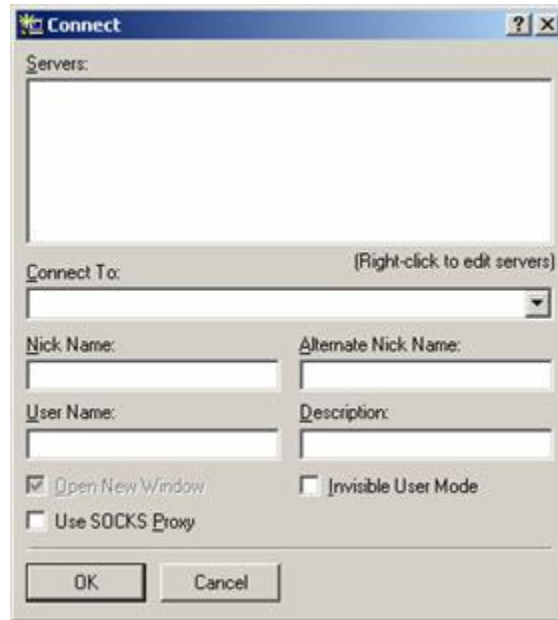 Connect
Servers:
(Right-click to edit servers)
Connect To:
Nick Name: Alternate Nick Name:
User Name: Description:
Open New Window Invisible User Mode
Use SOCKS Proxy
OK Cancel